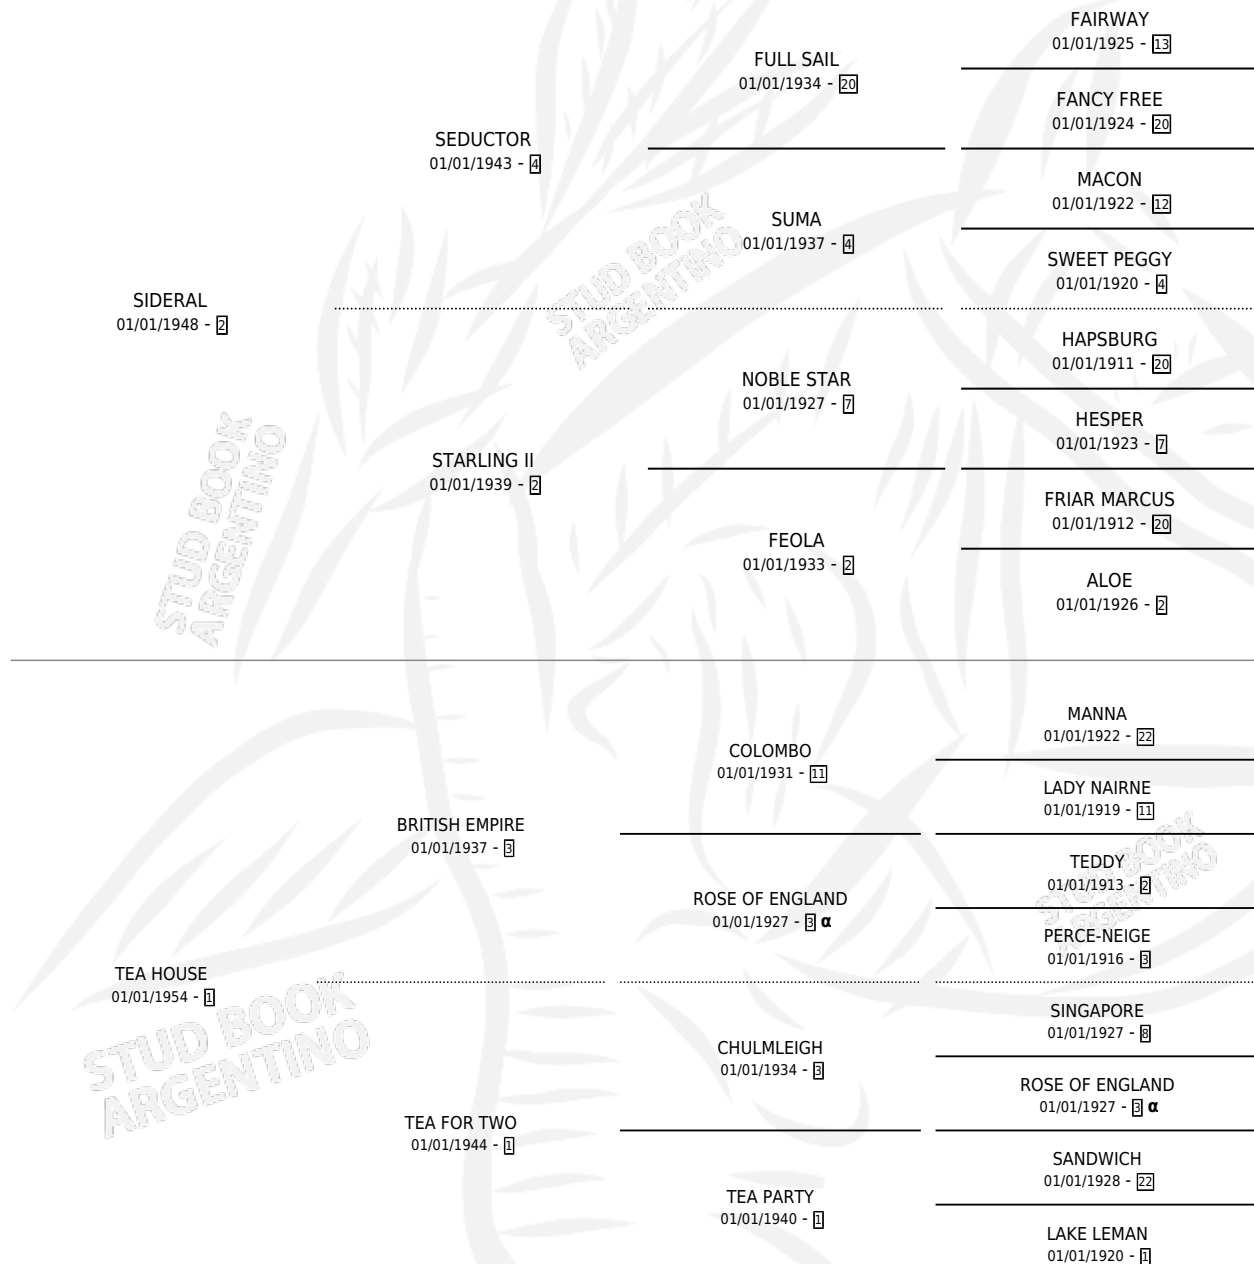 FAIRWAY
01/01/1925 - 13
FULL SAIL
01/01/1934 - 20
FANCY FREE
01/01/1924 - 20
SEDUCTOR
01/01/1943 - 4
MACON
01/01/1922 - 12
SUMA
01/01/1937 - 4
SWEET PEGGY
01/01/1920 - 4
STUD BOOK
ARGENTINO
SIDERAL
01/01/1948 - 2
HAPSBURG
01/01/1911 - 20
NOBLE STAR
01/01/1927 - 7
HESPER
01/01/1923 - 7
STARLING II
01/01/1939 - 2
FRIAR MARCUS
01/01/1912 - 20
FEOLA
01/01/1933 - 2
ALOE
01/01/1926 - 2
STUD BOOK
ARGENTINO
MANNA
01/01/1922 - 22
COLOMBO
01/01/1931 - 11
LADY NAIRNE
01/01/1919 - 11
BRITISH EMPIRE
01/01/1937 - 3
TEDDY
01/01/1913 - 2
ROSE OF ENGLAND
01/01/1927 - 3 α
PERCE-NEIGE
01/01/1916 - 3
STUD BOOK
ARGENTINO
TEA HOUSE
01/01/1954 - 1
SINGAPORE
01/01/1927 - 8
CHULMLEIGH
01/01/1934 - 3
ROSE OF ENGLAND
01/01/1927 - 3 α
TEA FOR TWO
01/01/1944 - 1
SANDWICH
01/01/1928 - 22
TEA PARTY
01/01/1940 - 1
LAKE LEMAN
01/01/1920 - 1
STUD BOOK
ARGENTINO